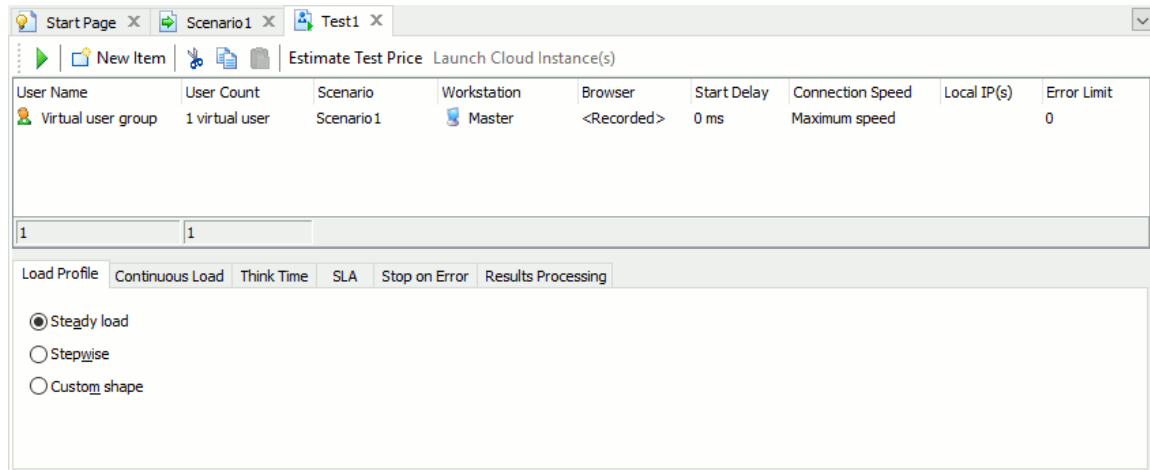 Start Page Scenario1 Test1
New Item Estimate Test Price Launch Cloud Instance(s)
User Name User Count Scenario Workstation Browser Start Delay Connection Speed Local IP(s) Error Limit
Virtual user group 1 virtual user Scenario1 Master <Recorded> 0 ms Maximum speed 0
1 1
Load Profile Continuous Load Think Time SLA Stop on Error Results Processing
Steady load
Stepwise
Custom shape